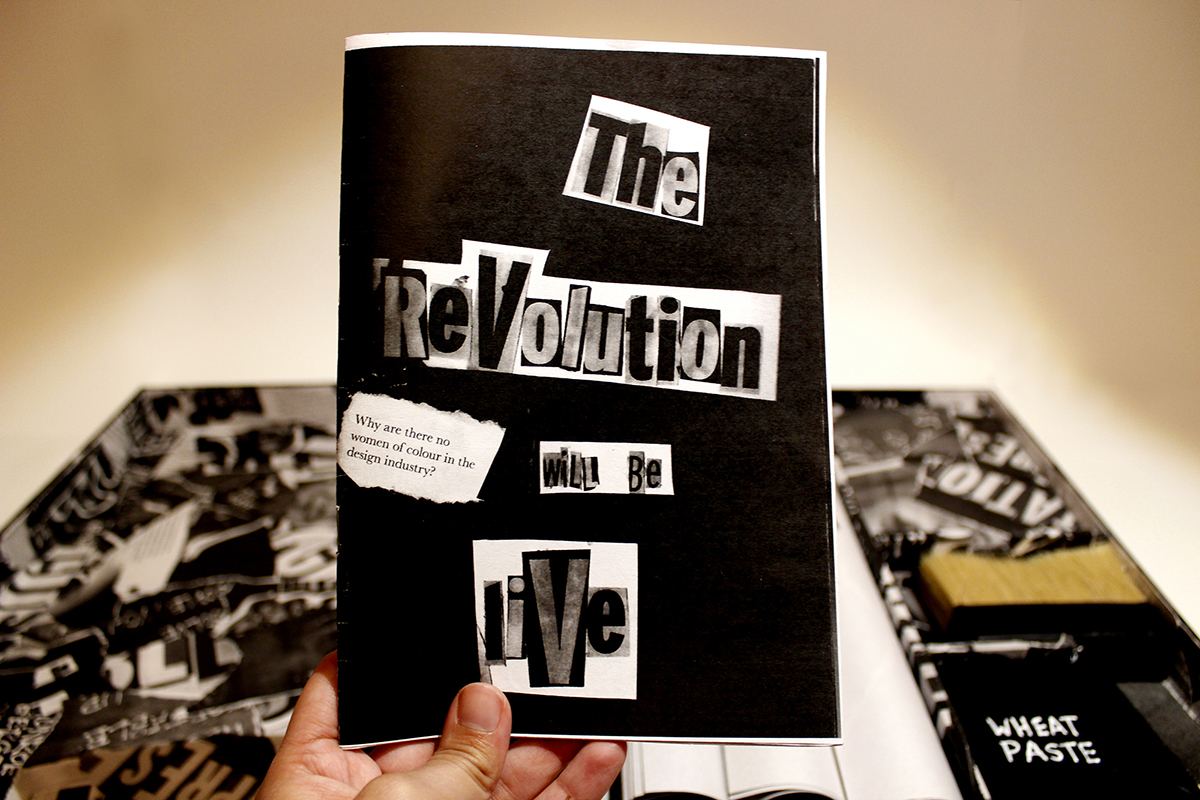 The
ReVolution
Why are there no
women of colour in the
design industry?
wiLL Be
liVe
WHEAT
PASTE